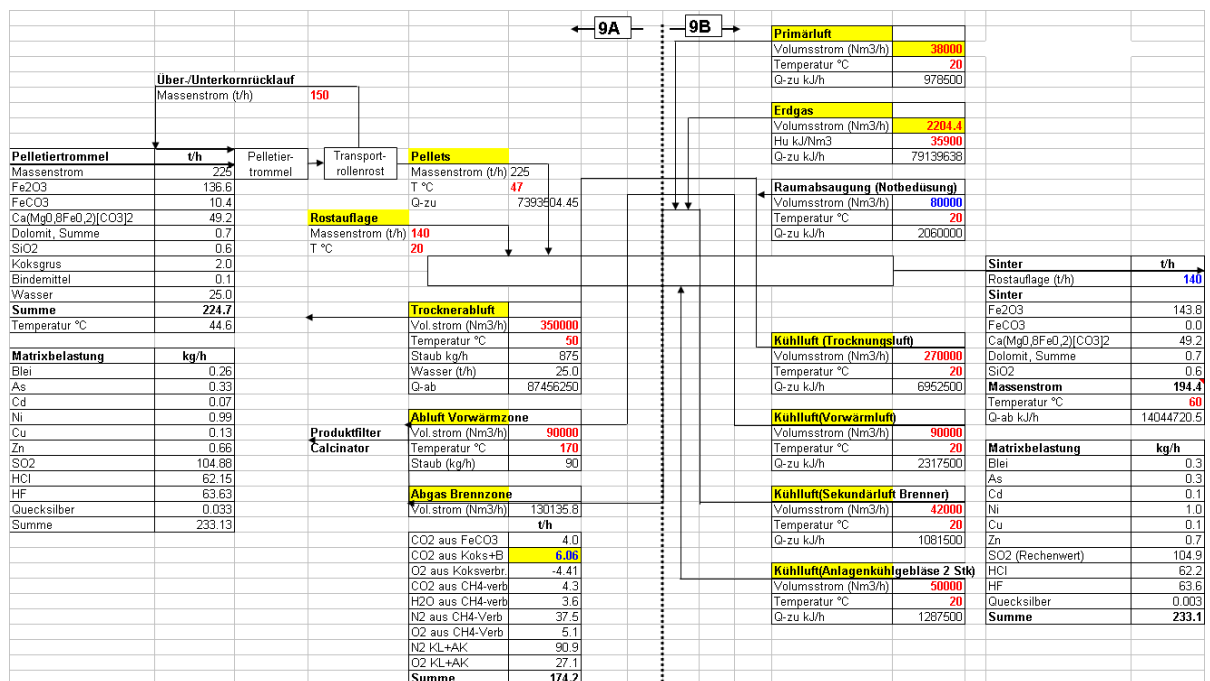 9A
9B
Primärluft
Volumsstrom (Nm3/h) 38000
Temperatur °C 20
Q-zu kJ/h 978500
Über-/Unterkornrücklauf
Massenstrom (t/h) 150
Erdgas
Volumsstrom (Nm3/h) 2204.4
Hu kJ/Nm3 35900
Q-zu kJ/h 79139638
Pelletiertrommel t/h
Massenstrom 225
Fe2O3 136.6
FeCO3 10.4
Ca(Mg0,8Fe0,2)[CO3]2 49.2
Dolomit, Summe 0.7
SiO2 0.6
Koksgrus 2.0
Bindemittel 0.1
Wasser 25.0
Summe 224.7
Temperatur °C 44.6
Pelletier-
trommel
Transport-
rollenrost
Pellets
Massenstrom (t/h) 225
T °C 47
Q-zu 7393504.45
Rostauflage
Massenstrom (t/h) 140
T °C 20
Raumabsaugung (Notbedüsung)
Volumsstrom (Nm3/h) 80000
Temperatur °C 20
Q-zu kJ/h 2060000
Sinter t/h
Rostauflage (t/h) 140
Sinter
Fe2O3 143.8
FeCO3 0.0
Ca(Mg0,8Fe0,2)[CO3]2 49.2
Dolomit, Summe 0.7
SiO2 0.6
Massenstrom 194.4
Temperatur °C 60
Q-ab kJ/h 14044720.5
Trocknerabluft
Vol.strom (Nm3/h) 350000
Temperatur °C 50
Staub kg/h 875
Wasser (t/h) 25.0
Q-ab 87456250
Kühlluft (Trocknungsluft)
Volumsstrom (Nm3/h) 270000
Temperatur °C 20
Q-zu kJ/h 6952500
Matrixbelastung kg/h
Blei 0.26
As 0.33
Cd 0.07
Ni 0.99
Cu 0.13
Zn 0.66
SO2 104.88
HCl 62.15
HF 63.63
Quecksilber 0.033
Summe 233.13
Produktfilter
Calcinator
Abluft Vorwärmzone
Vol.strom (Nm3/h) 90000
Temperatur °C 170
Staub (kg/h) 90
Kühlluft(Vorwärmluft)
Volumsstrom (Nm3/h) 90000
Temperatur °C 20
Q-zu kJ/h 2317500
Matrixbelastung kg/h
Blei 0.3
As 0.3
Cd 0.1
Ni 1.0
Cu 0.1
Zn 0.7
SO2 (Rechenwert) 104.9
HCl 62.2
HF 63.6
Quecksilber 0.003
Summe 233.1
Abgas Brennzone
Vol.strom (Nm3/h) 130135.8
t/h
CO2 aus FeCO3 4.0
CO2 aus Koks+B 6.06
O2 aus Koksverbr. -4.41
CO2 aus CH4-verb 4.3
H2O aus CH4-verb 3.6
N2 aus CH4-Verb 37.5
O2 aus CH4-Verb 5.1
N2 KL+AK 90.9
O2 KL+AK 27.1
Summe 174.2
Kühlluft(Sekundärluft Brenner)
Volumsstrom (Nm3/h) 42000
Temperatur °C 20
Q-zu kJ/h 1081500
Kühlluft(Anlagenkühlgebläse 2 Stk)
Volumsstrom (Nm3/h) 50000
Temperatur °C 20
Q-zu kJ/h 1287500